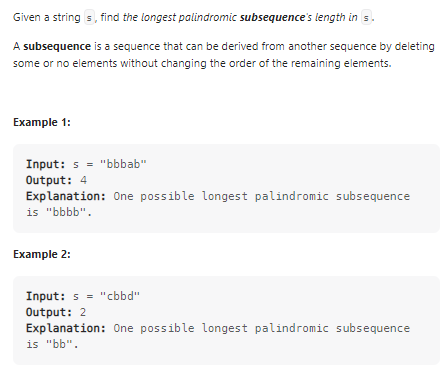 Given a string s, find the longest palindromic subsequence's length in s.
A subsequence is a sequence that can be derived from another sequence by deleting
some or no elements without changing the order of the remaining elements.
Example 1:
Input: s = "bbbab"
Output: 4
Explanation: One possible longest palindromic subsequence
is "bbbb".
Example 2:
Input: s = "cbbd"
Output: 2
Explanation: One possible longest palindromic subsequence
is "bb".